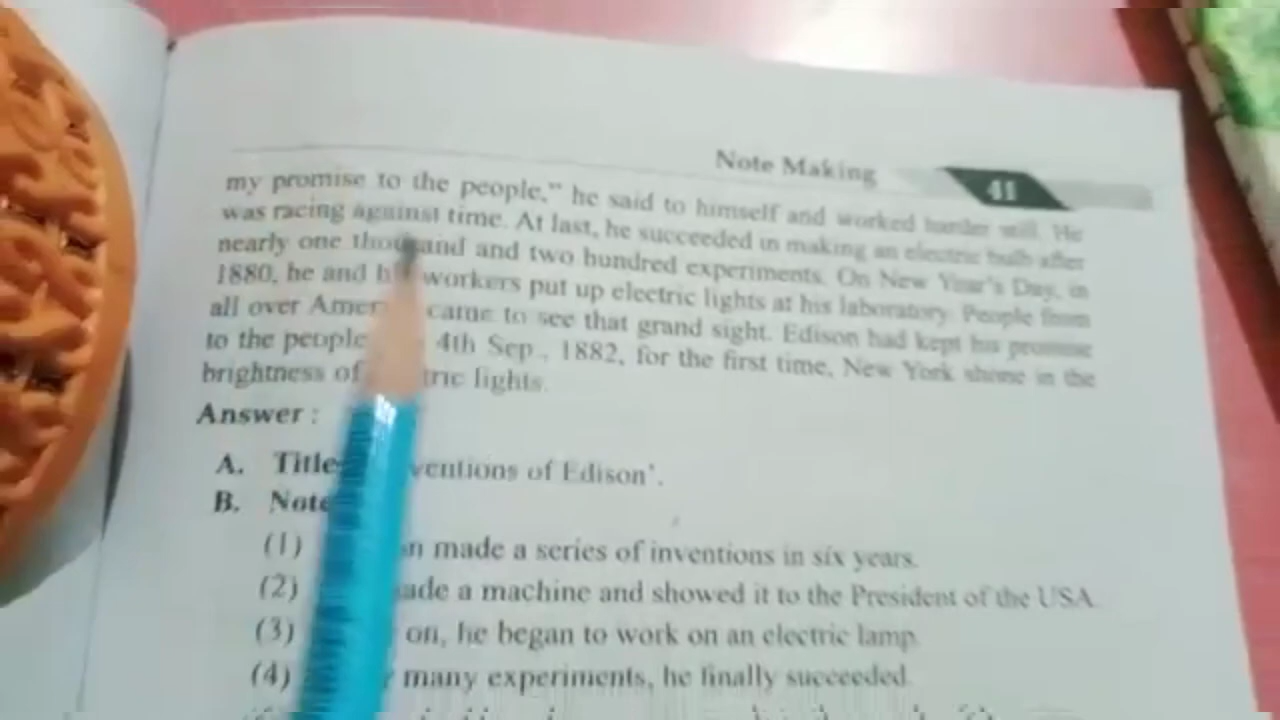 Note Making 41
my promise to the people," he said to himself and worked harder still. He
was racing against time. At last, he succeeded in making an electric bulb after
nearly one thousand and two hundred experiments. On New Year's Day, in
1880, he and his workers put up electric lights at his laboratory. People from
all over Amer came to see that grand sight. Edison had kept his promise
to the people 4th Sep., 1882, for the first time, New York shone in the
brightness of tric lights.
Answer :
A. Title ventions of Edison'.
B. Note
(1) n made a series of inventions in six years.
(2) ade a machine and showed it to the President of the USA.
(3) on, he began to work on an electric lamp.
(4) many experiments, he finally succeeded.